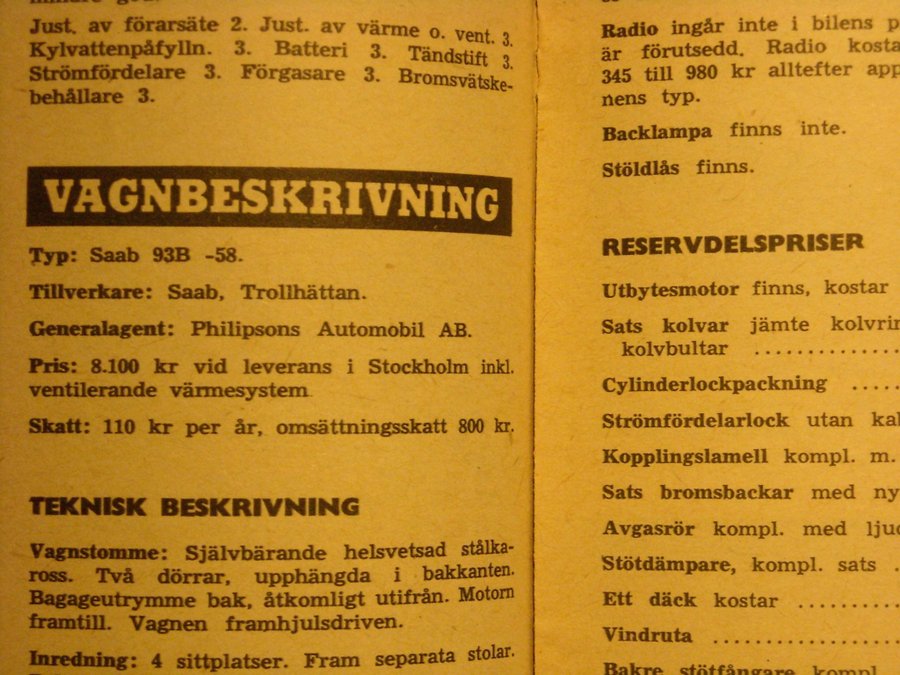 Just. av förarsäte 2. Just. av värme o. vent. 3.
Kylvattenpåfylln. 3. Batteri 3. Tändstift 3.
Strömfördelare 3. Förgasare 3. Bromsvätske-
behållare 3.
VAGNBESKRIVNING
Typ: Saab 93B -58.
Tillverkare: Saab, Trollhättan.
Generalagent: Philipsons Automobil AB.
Pris: 8.100 kr vid leverans i Stockholm inkl.
ventilerande värmesystem
Skatt: 110 kr per år, omsättningsskatt 800 kr.
TEKNISK BESKRIVNING
Vagnstomme: Självbärande helsvetsad stålka-
ross. Två dörrar, upphängda i bakkanten.
Bagageutrymme bak, åtkomligt utifrån. Motorn
framtill. Vagnen framhjulsdriven.
Inredning: 4 sittplatser. Fram separata stolar.
Radio ingår inte i bilens
är förutsedd. Radio
345 till 980 kr alltefter
nens typ.
Backlampa finns inte.
Stöldlås finns.
RESERVDELSPRISER
Utbytesmotor finns, kostar
Sats kolvar jämte
kolvbultar ..............
Cylinderlockpackning .....
Strömfördelarlock utan
Kopplingslamell kompl. m.
Sats bromsbackar med
Avgasrör kompl. med
Stötdämpare, kompl. sats .
Ett däck kostar ..........
Vindruta .................
Bakre stötfångare kompl.